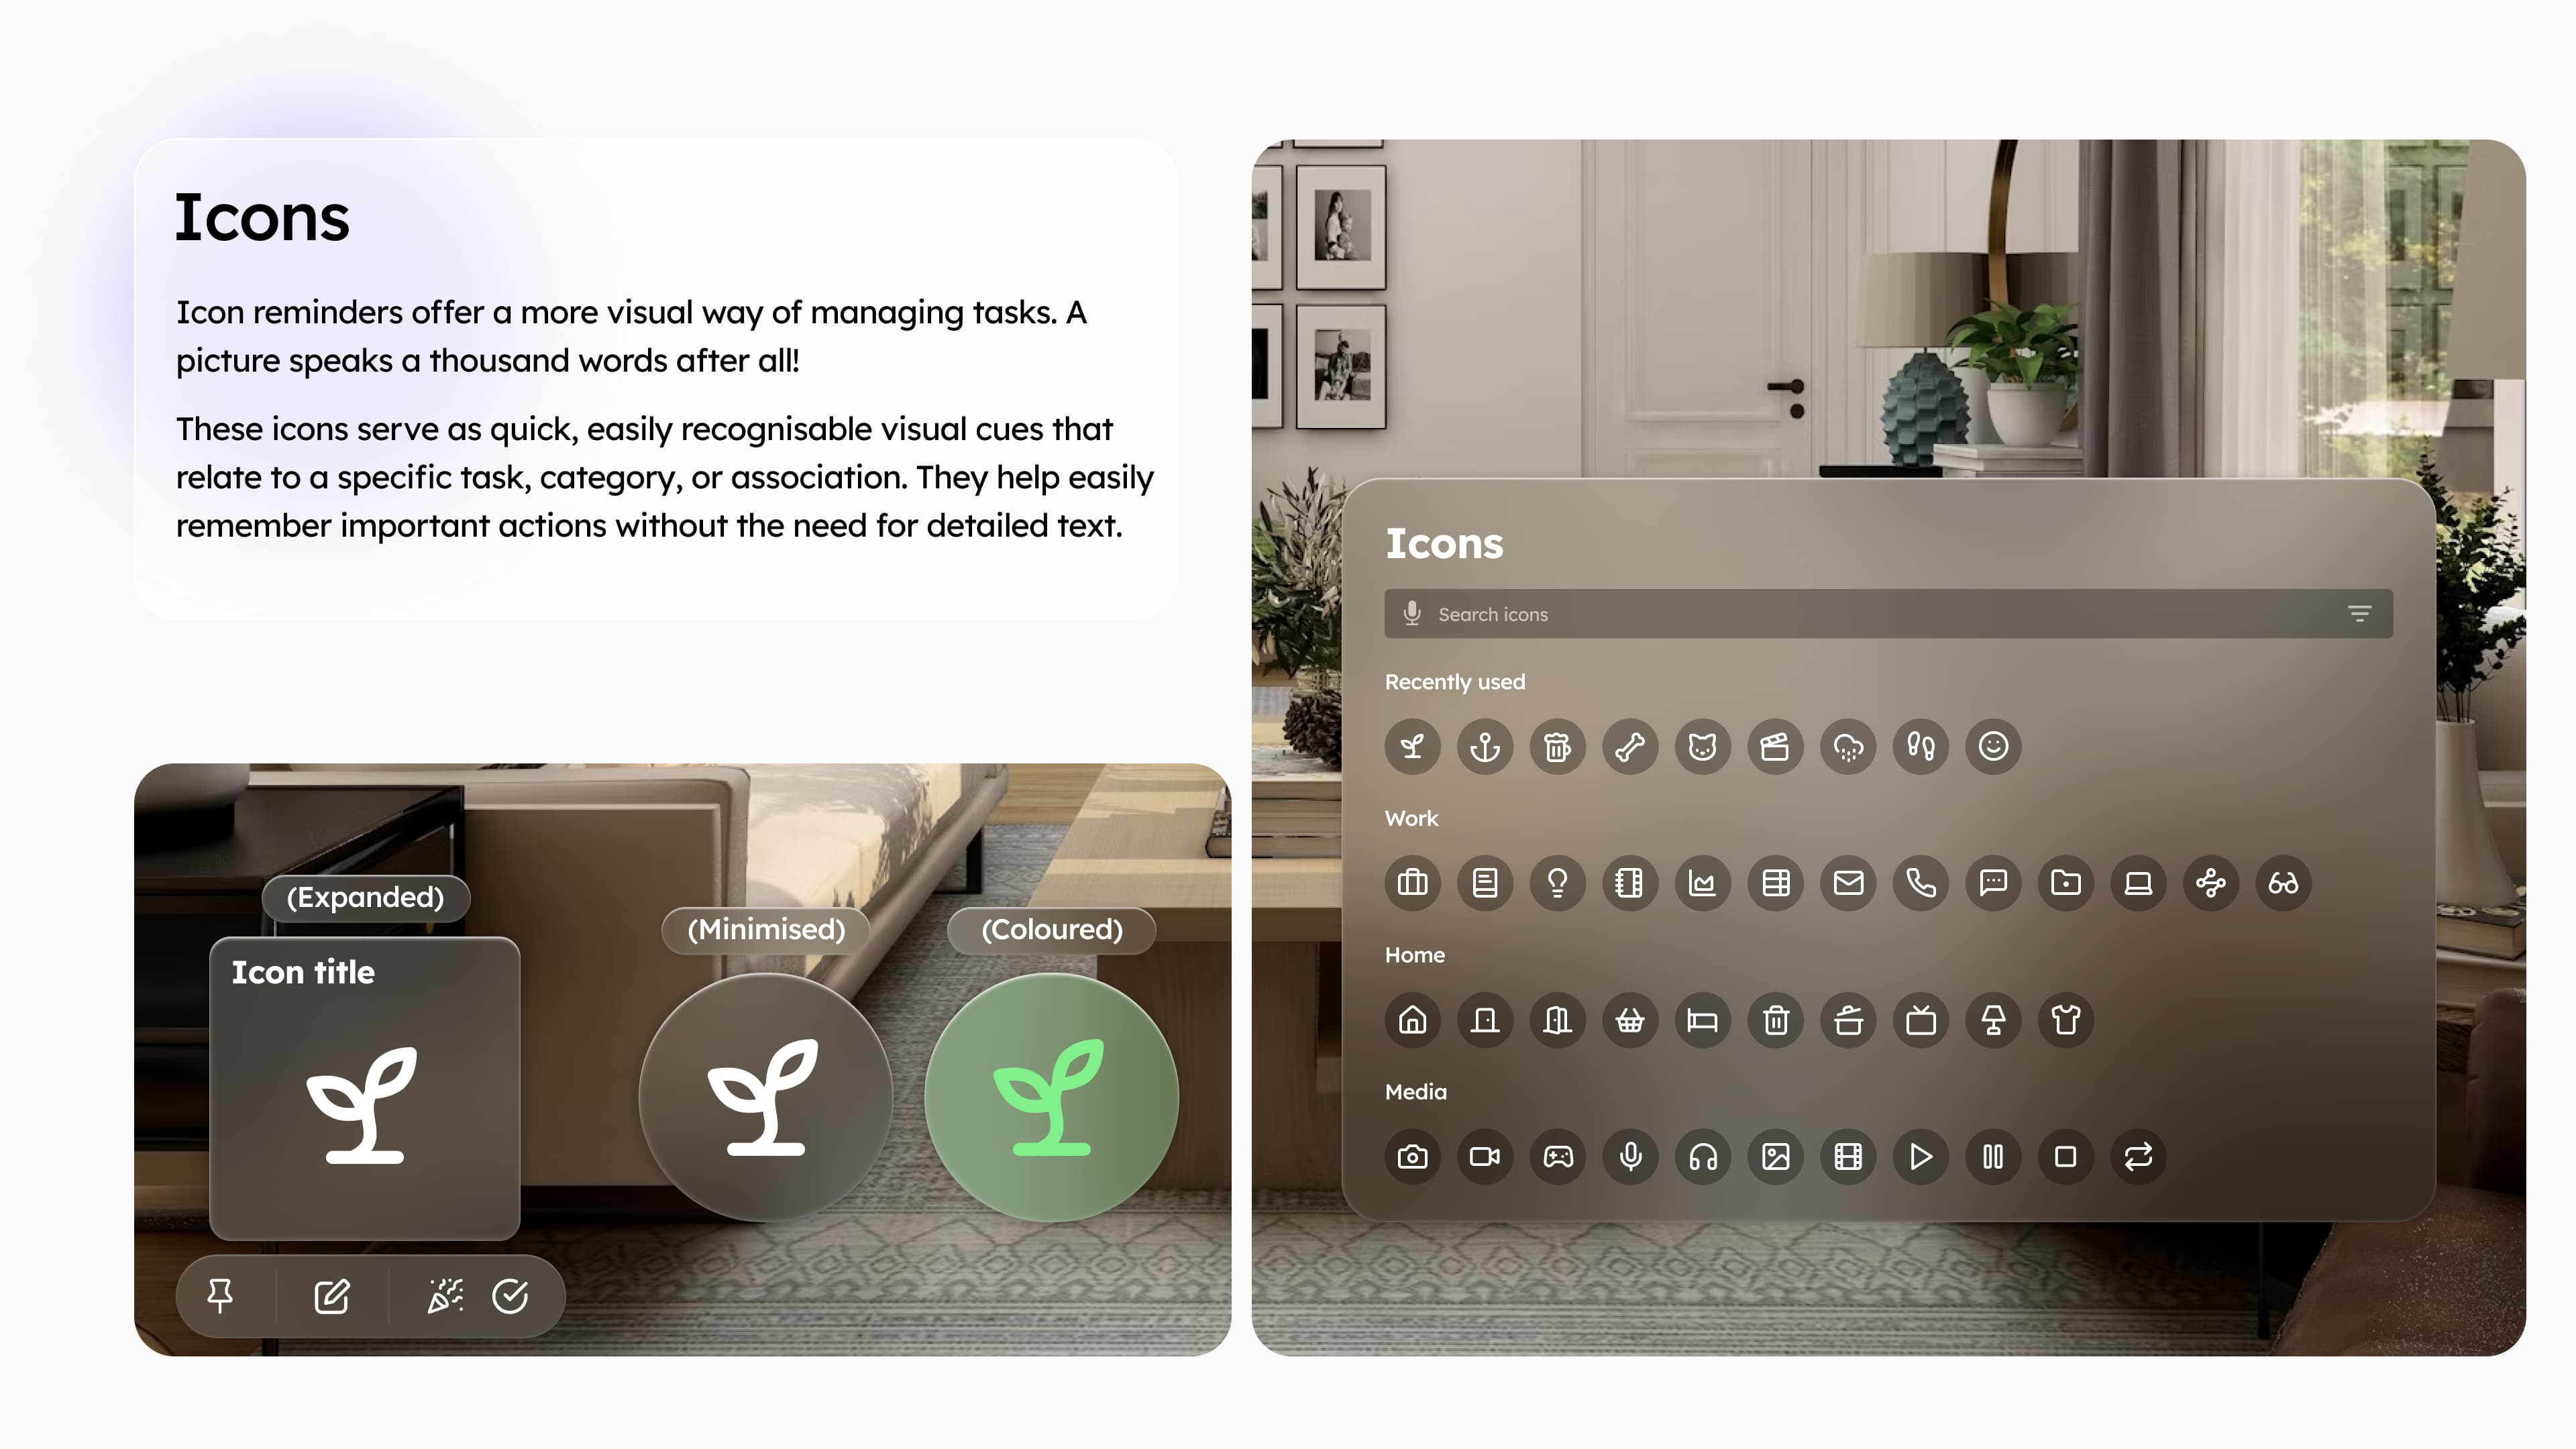 Icons
Icon reminders offer a more visual way of managing tasks. A
picture speaks a thousand words after all!
These icons serve as quick, easily recognisable visual cues that
relate to a specific task, category, or association. They help easily
remember important actions without the need for detailed text.
(Expanded)
(Minimised)
(Coloured)
Icon title
Icons
Search icons
Recently used
Work
Home
Media